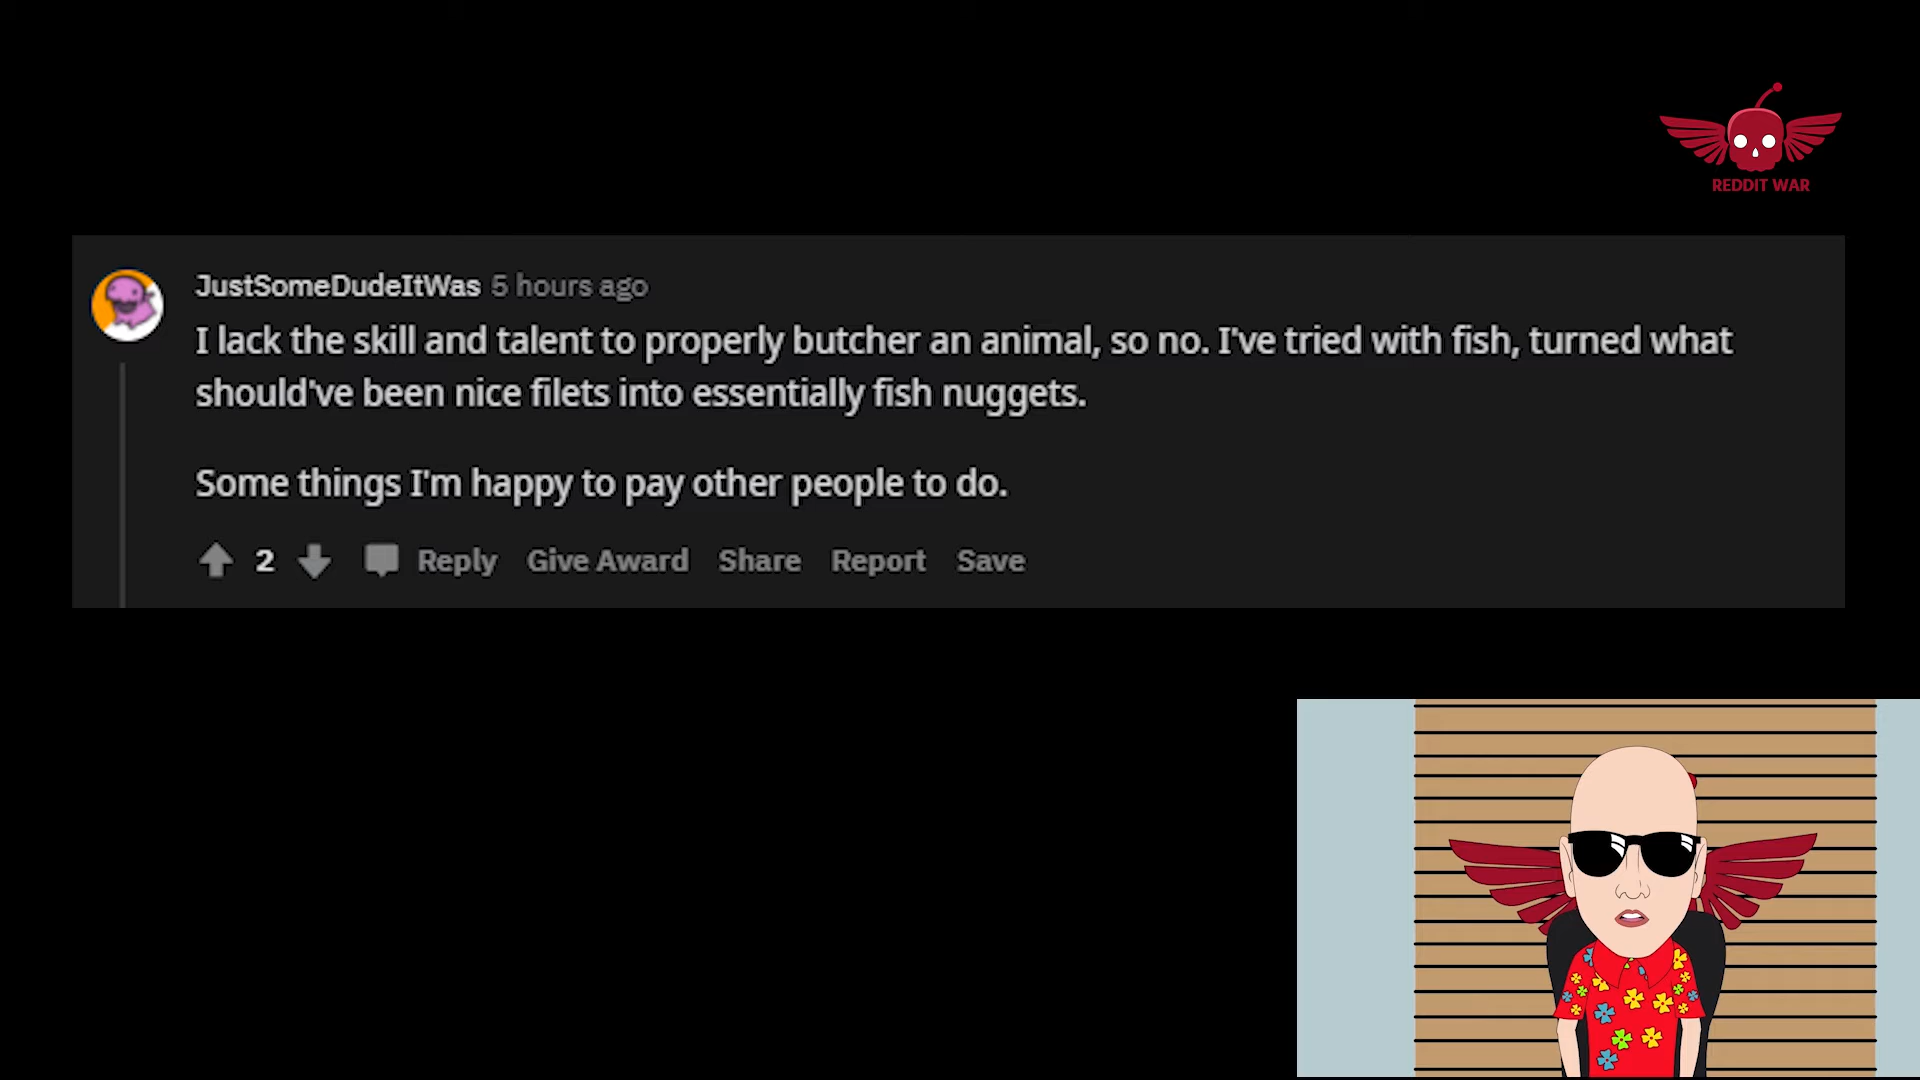 REDDIT WAR
JustSomeDudeItWas 5 hours ago
I lack the skill and talent to properly butcher an animal, so no. I've tried with fish, turned what
should've been nice filets into essentially fish nuggets.
Some things I'm happy to pay other people to do.
2 Reply Give Award Share Report Save